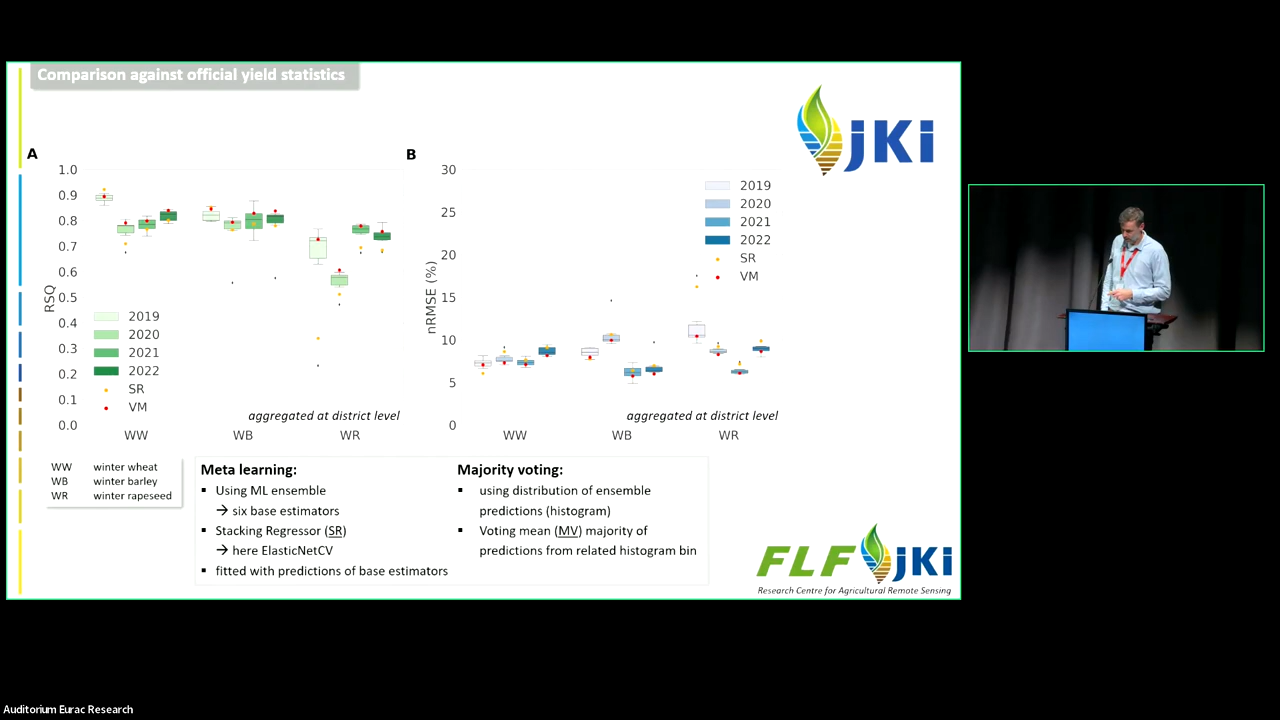 Comparison against official yield statistics
jKi
A
RSQ
1.0
0.9
0.8
0.7
0.6
0.5
0.4
0.3
0.2
0.1
0.0
2019
2020
2021
2022
SR
VM
aggregated at district level
WW WB WR
B
nRMSE (%)
30
25
20
15
10
5
0
2019
2020
2021
2022
SR
VM
aggregated at district level
WW WB WR
WW winter wheat
WB winter barley
WR winter rapeseed
Meta learning:
▪ Using ML ensemble
→ six base estimators
▪ Stacking Regressor (SR)
→ here ElasticNetCV
▪ fitted with predictions of base estimators
Majority voting:
▪ using distribution of ensemble
predictions (histogram)
▪ Voting mean (MV) majority of
predictions from related histogram bin
FLF jKi
Research Centre for Agricultural Remote Sensing
Auditorium Eurac Research